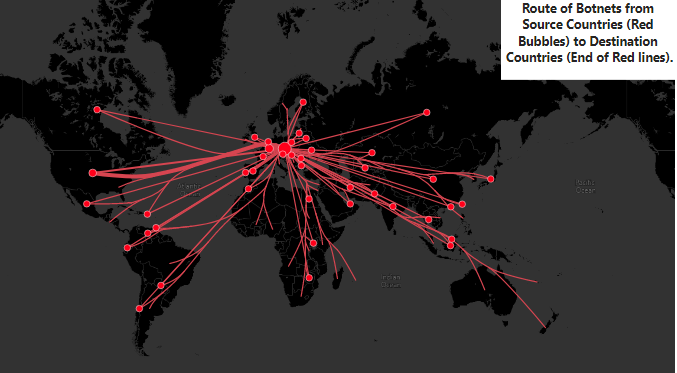 Route of Botnets from
Source Countries (Red
Bubbles) to Destination
Countries (End of Red lines).
Atlantic
Pacific
Ocean
Indian
Ocean